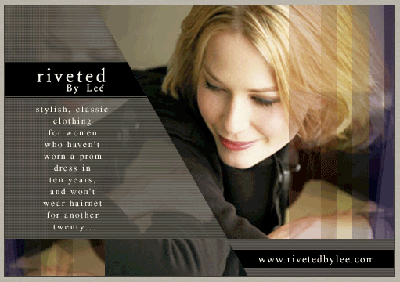 riveted
By Lee
stylish, classic
clothing
for women
who haven't
worn a prom
dress in
ten years,
and won't
wear hairnet
for another
twenty...
www.rivetedbylee.com